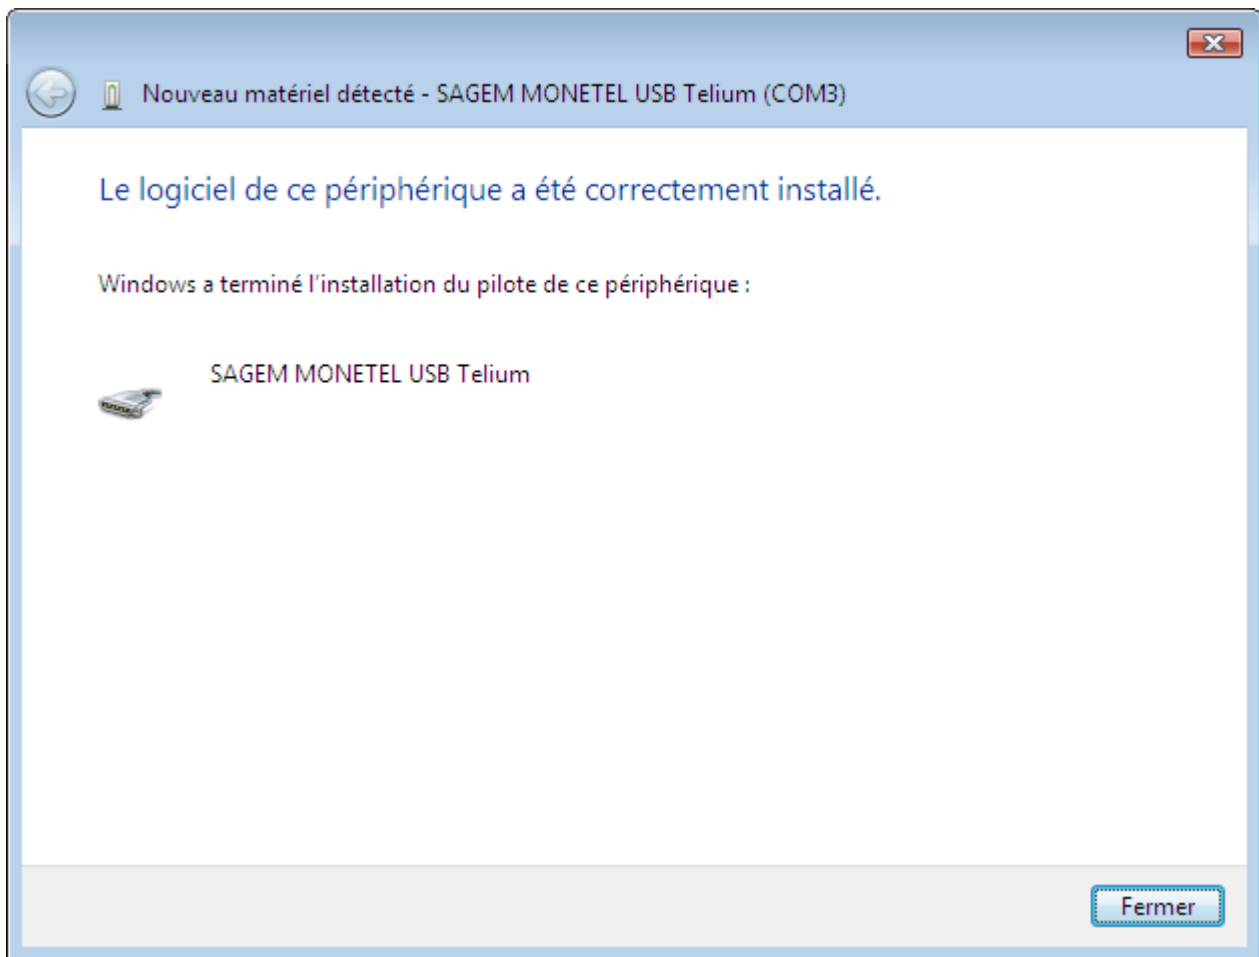 Nouveau matériel détecté - SAGEM MONETEL USB Telium (COM3)
Le logiciel de ce périphérique a été correctement installé.
Windows a terminé l'installation du pilote de ce périphérique :
SAGEM MONETEL USB Telium
Fermer